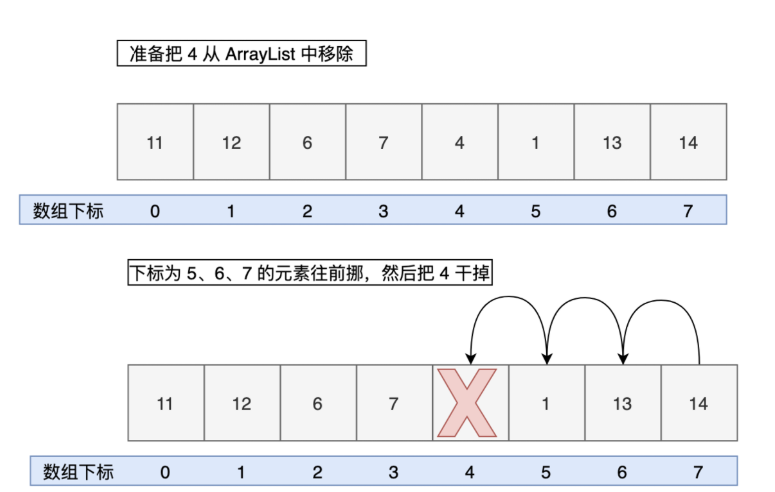 准备把 4 从 ArrayList 中移除
11 12 6 7 4 1 13 14
数组下标 0 1 2 3 4 5 6 7
下标为 5、6、7 的元素往前挪，然后把 4 干掉
11 12 6 7 X 1 13 14
数组下标 0 1 2 3 4 5 6 7